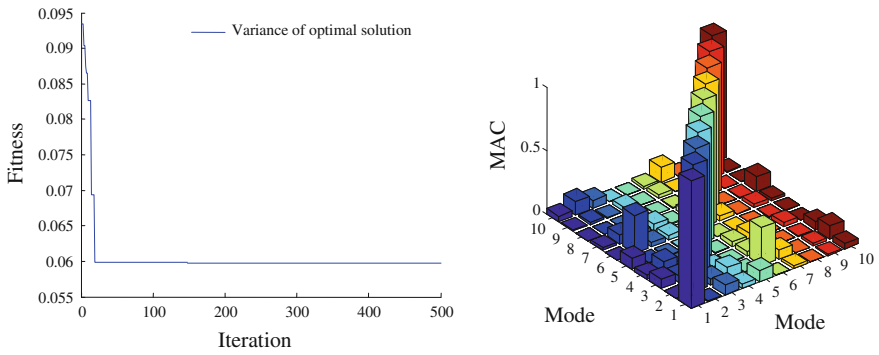 0.095
0.09
0.085
0.08
0.075
0.07
0.065
0.06
0.055
Fitness
0 100 200 300 400 500
Iteration
Variance of optimal solution
1
0.5
0
MAC
10 9 8 7 6 5 4 3 2 1
Mode
1 2 3 4 5 6 7 8 9 10
Mode